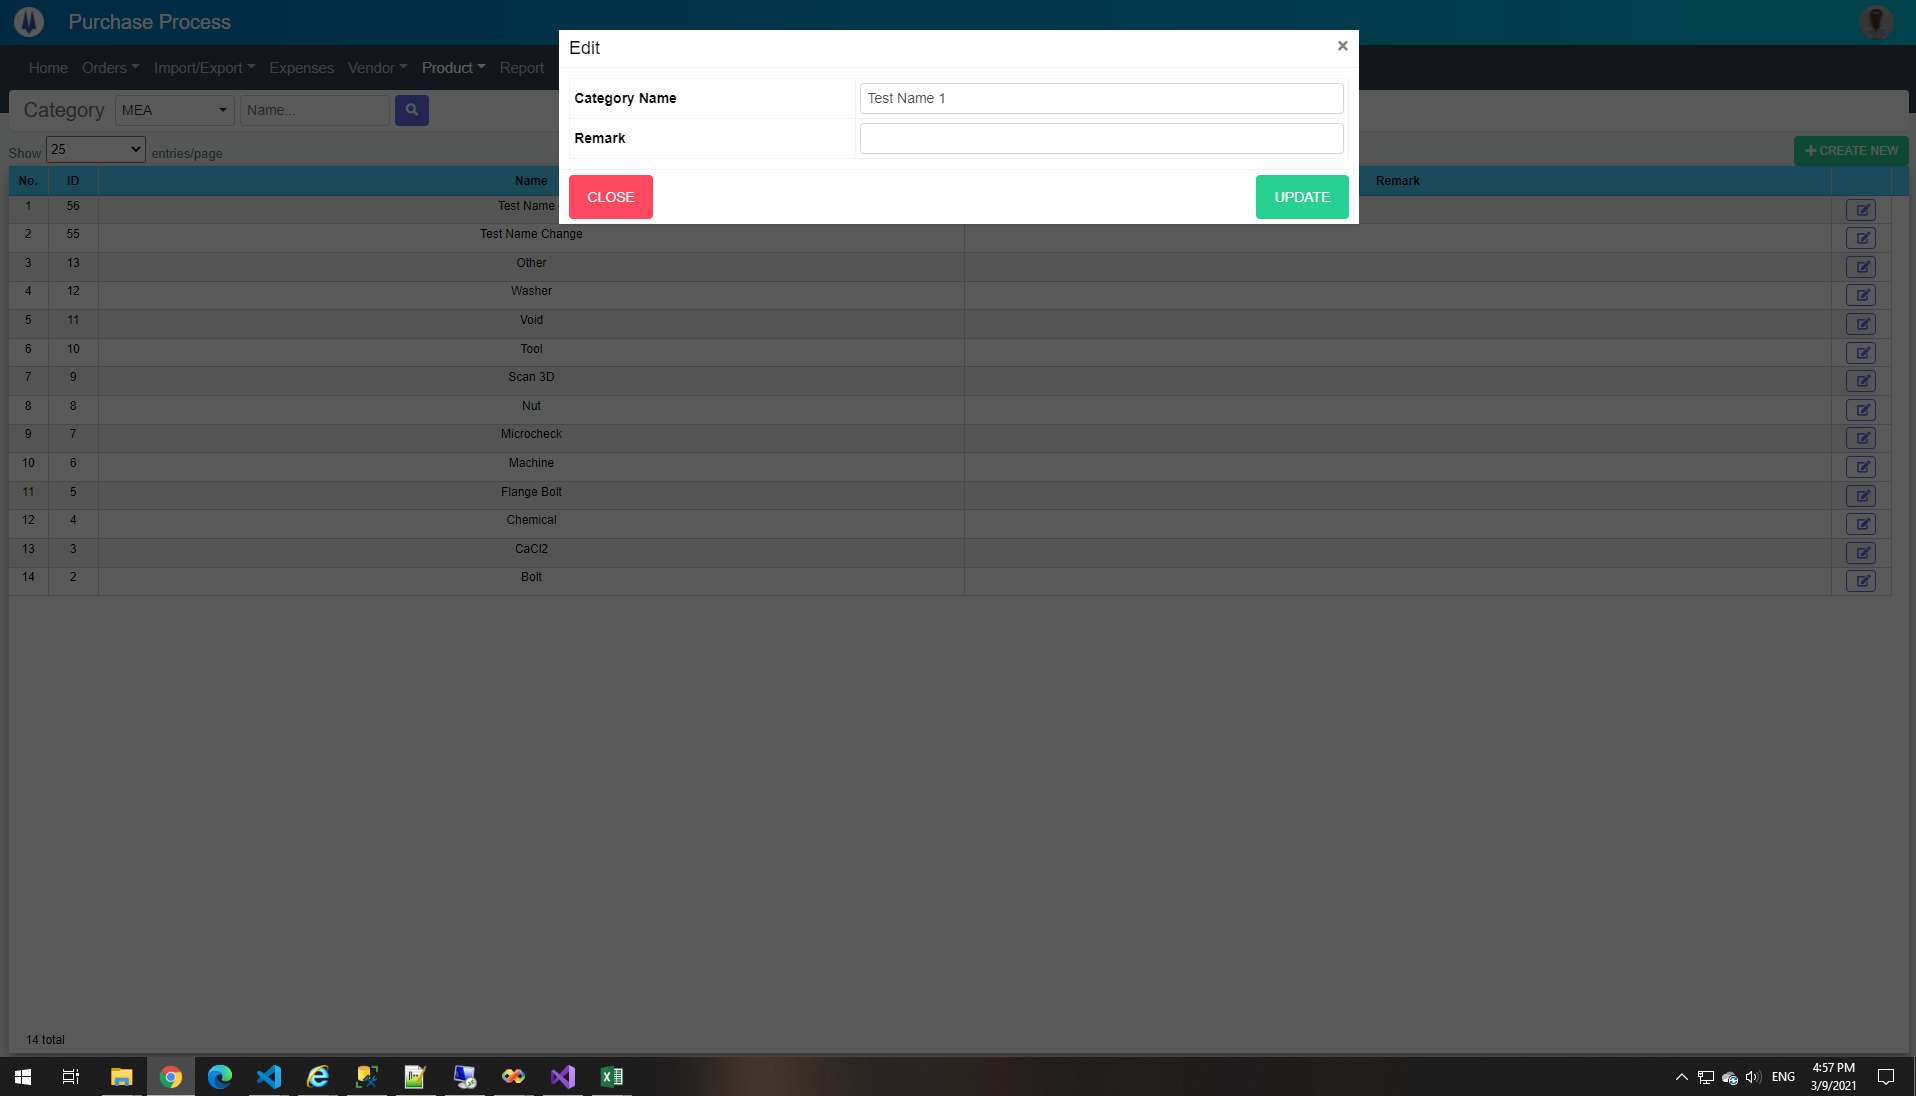 Purchase Process
Edit ×
Home Orders Import/Export Expenses Vendor Product Report
Category Name Test Name 1
Category MEA Name...
Remark
Show 25 entries/page
CREATE NEW
CLOSE UPDATE
No. ID Name Remark
1 56 Test Name
2 55 Test Name Change
3 13 Other
4 12 Washer
5 11 Void
6 10 Tool
7 9 Scan 3D
8 8 Nut
9 7 Microcheck
10 6 Machine
11 5 Flange Bolt
12 4 Chemical
13 3 CaCl2
14 2 Bolt
14 total
ENG
4:57 PM
3/9/2021